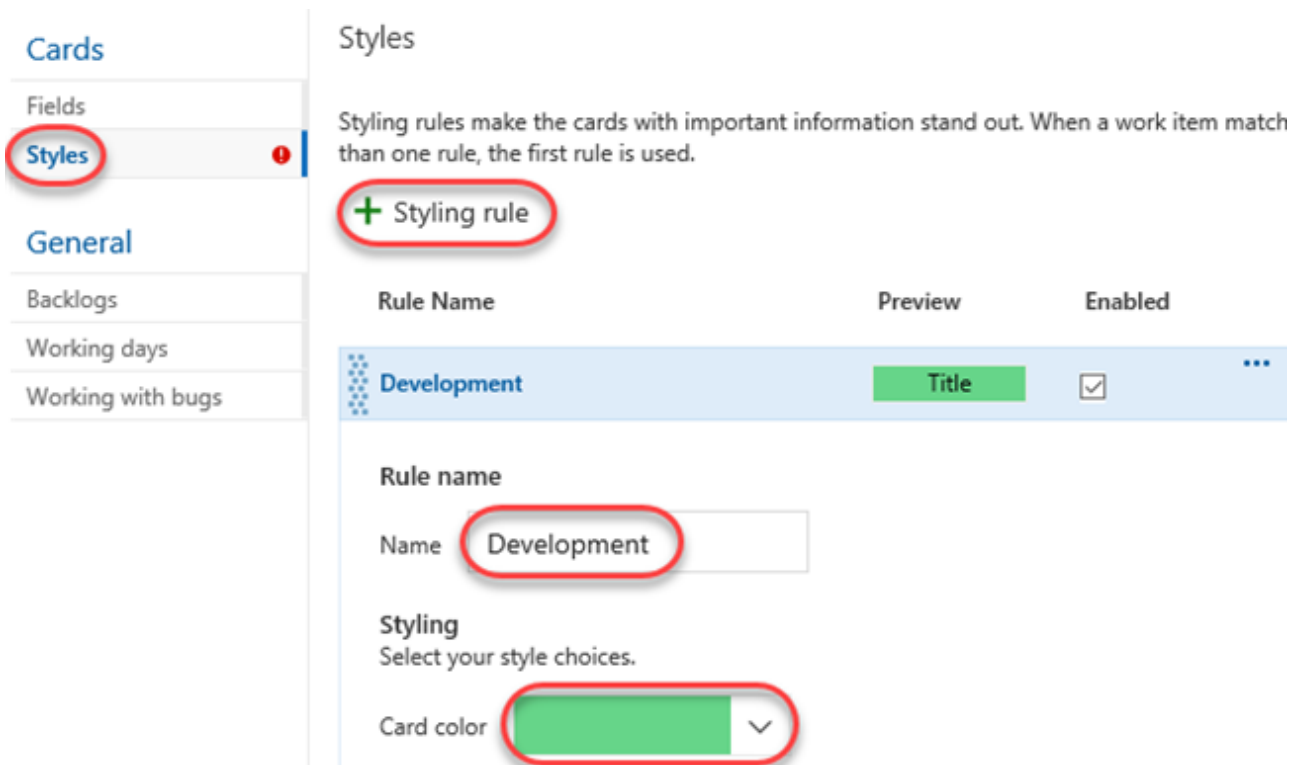 Cards
Fields
Styles
General
Backlogs
Working days
Working with bugs
Styles
Styling rules make the cards with important information stand out. When a work item match
than one rule, the first rule is used.
+ Styling rule
Rule Name Preview Enabled
Development Title ...
Rule name
Name Development
Styling
Select your style choices.
Card color